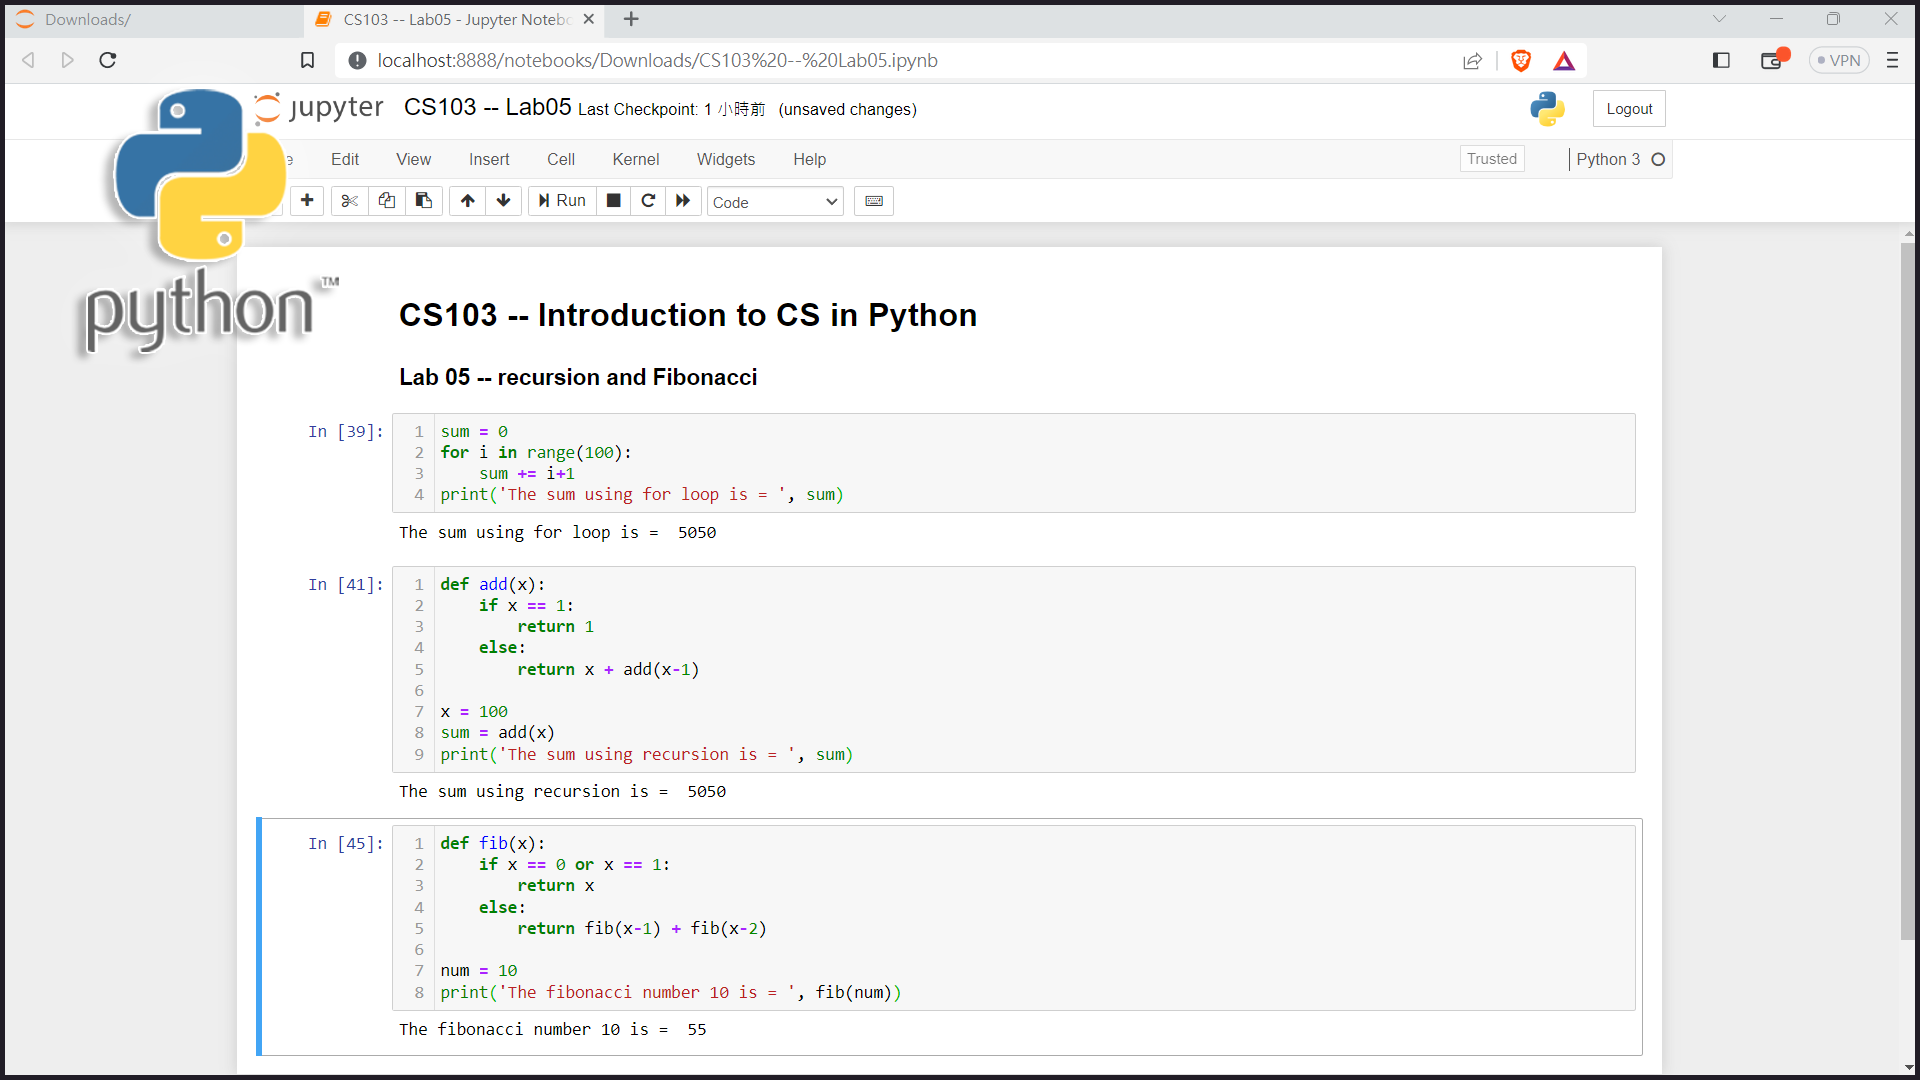 Downloads/
CS103 -- Lab05 - Jupyter Notebo
localhost:8888/notebooks/Downloads/CS103%20--%20Lab05.ipynb
VPN
jupyter CS103 -- Lab05 Last Checkpoint: 1 小時前 (unsaved changes)
Logout
Edit View Insert Cell Kernel Widgets Help
Trusted
Python 3
Run
Code
python™
CS103 -- Introduction to CS in Python
Lab 05 -- recursion and Fibonacci
In [39]:
1 sum = 0
2 for i in range(100):
3     sum += i+1
4 print('The sum using for loop is = ', sum)
The sum using for loop is =  5050
In [41]:
1 def add(x):
2     if x == 1:
3         return 1
4     else:
5         return x + add(x-1)
6
7 x = 100
8 sum = add(x)
9 print('The sum using recursion is = ', sum)
The sum using recursion is =  5050
In [45]:
1 def fib(x):
2     if x == 0 or x == 1:
3         return x
4     else:
5         return fib(x-1) + fib(x-2)
6
7 num = 10
8 print('The fibonacci number 10 is = ', fib(num))
The fibonacci number 10 is =  55